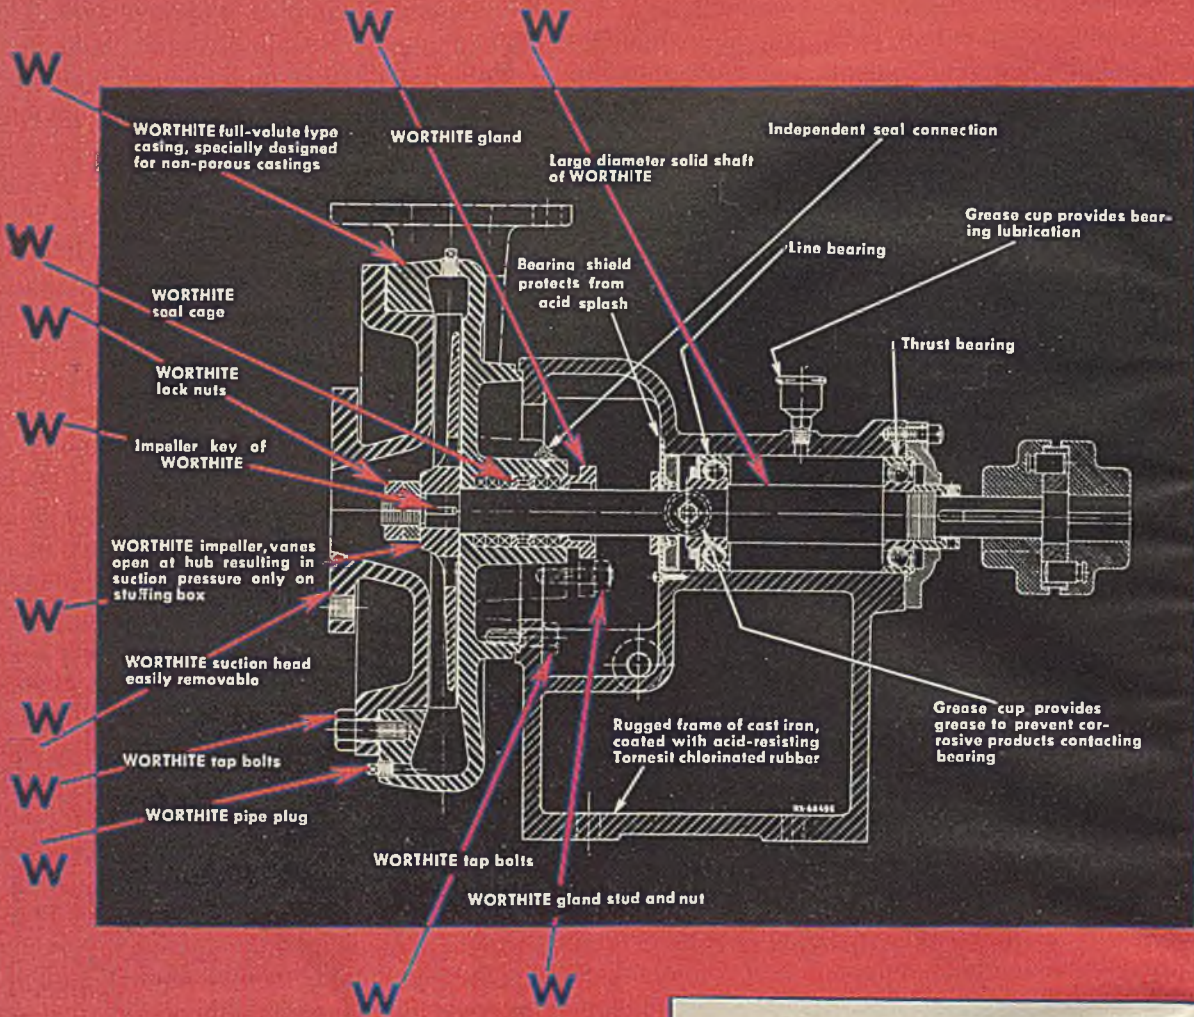 W
W
W
WORTHITE full-volute type
casing, specially designed
for non-porous castings
WORTHITE gland
Large diameter solid shaft
of WORTHITE
Independent seal connection
Grease cup provides bear-
ing lubrication
Line bearing
Bearing shield
protects from
acid splash
Thrust bearing
W
WORTHITE
seal cage
W
WORTHITE
lock nuts
W
Impeller key of
WORTHITE
WORTHITE impeller, vanes
open at hub resulting in
suction pressure only on
stuffing box
W
WORTHITE suction head
easily removable
W
WORTHITE tap bolts
W
WORTHITE pipe plug
W
Rugged frame of cast iron,
coated with acid-resisting
Tornesit chlorinated rubber
Grease cup provides
grease to prevent cor-
rosive products contacting
bearing
WORTHITE tap bolts
WORTHITE gland stud and nut
W
W